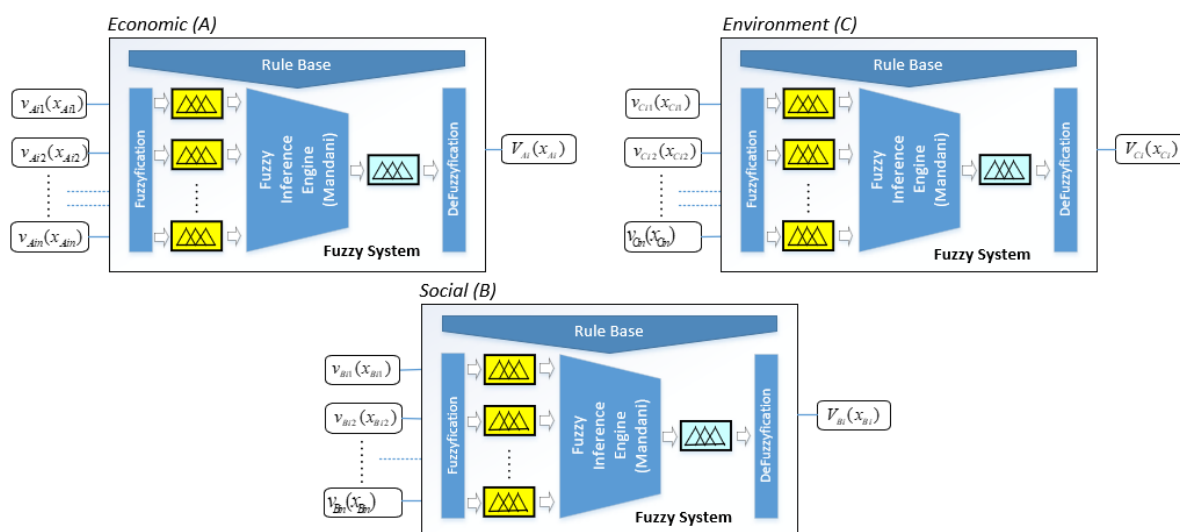 Economic (A)
Rule Base
v_{Ai1}(x_{Ai1})
v_{Ai2}(x_{Ai2})
v_{Ain}(x_{Ain})
Fuzzyfication
Fuzzy
Inference
Engine
(Mandani)
DeFuzzyfication
Fuzzy System
V_{Ai}(x_{Ai})
Environment (C)
Rule Base
v_{Ci1}(x_{Ci1})
v_{Ci2}(x_{Ci2})
Fuzzyfication
Fuzzy
Inference
Engine
(Mandani)
DeFuzzyfication
Fuzzy System
V_{Ci}(x_{Ci})
Social (B)
Rule Base
v_{Bi1}(x_{Bi1})
v_{Bi2}(x_{Bi2})
Fuzzyfication
Fuzzy
Inference
Engine
(Mandani)
DeFuzzyfication
Fuzzy System
V_{Bi}(x_{Bi})